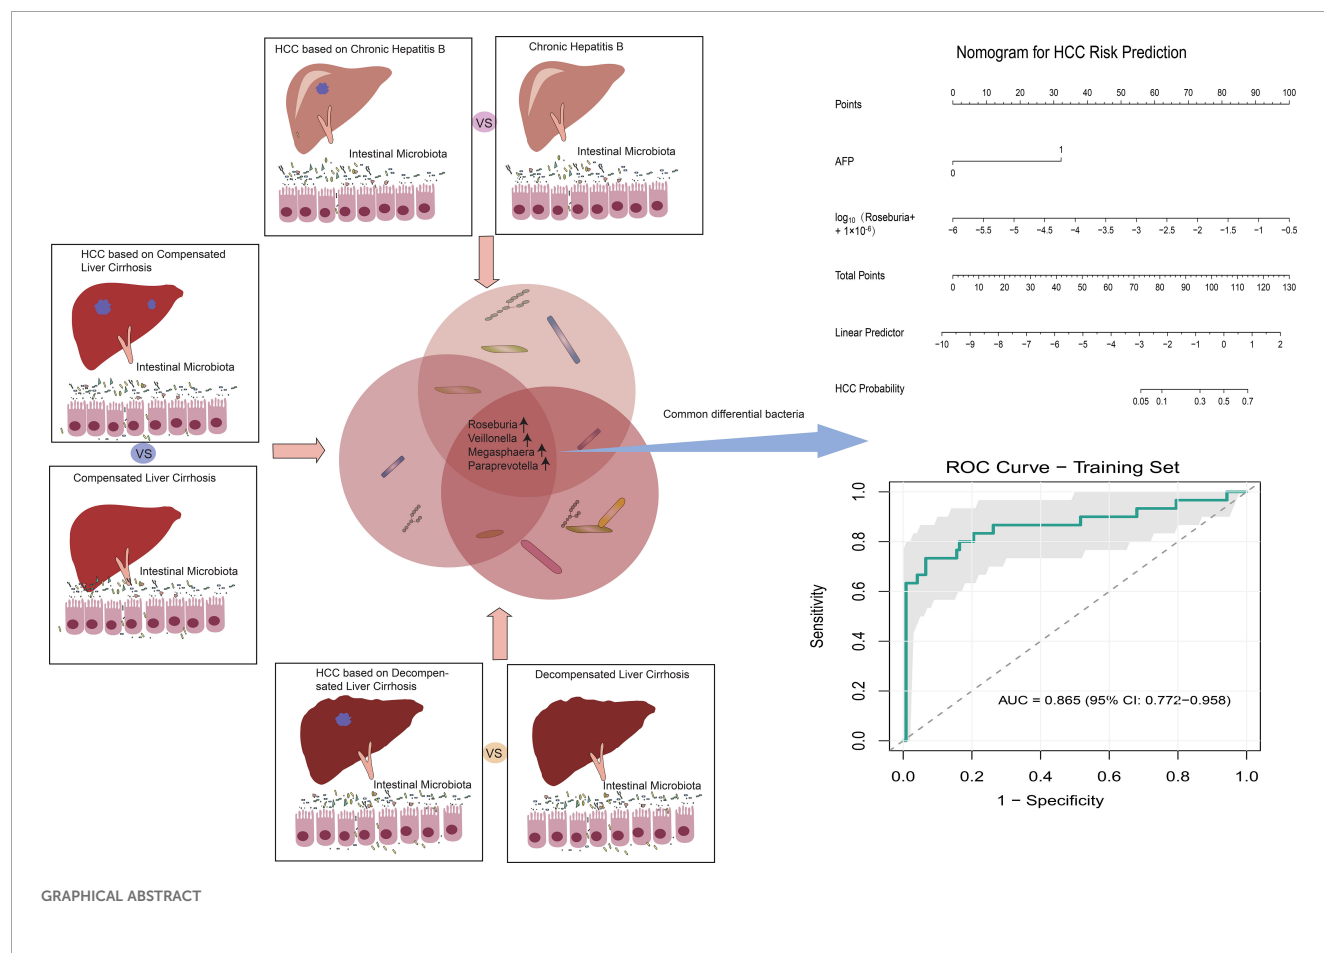 HCC based on Chronic Hepatitis B
Intestinal Microbiota
VS
Chronic Hepatitis B
Intestinal Microbiota
HCC based on Compensated
Liver Cirrhosis
Intestinal Microbiota
VS
Compensated Liver Cirrhosis
Intestinal Microbiota
Roseburia
Veillonella
Megasphaera
Paraprevotella
Common differential bacteria
HCC based on Decompen-
sated Liver Cirrhosis
Intestinal Microbiota
VS
Decompensated Liver Cirrhosis
Intestinal Microbiota
Nomogram for HCC Risk Prediction
Points
0 10 20 30 40 50 60 70 80 90 100
AFP
1
0
log₁₀（Roseburia+
+ 1×10⁻⁶）
−6 −5.5 −5 −4.5 −4 −3.5 −3 −2.5 −2 −1.5 −1 −0.5
Total Points
0 10 20 30 40 50 60 70 80 90 100 110 120 130
Linear Predictor
−10 −9 −8 −7 −6 −5 −4 −3 −2 −1 0 1 2
HCC Probability
0.05 0.1 0.3 0.5 0.7
ROC Curve − Training Set
Sensitivity
1.0
0.8
0.6
0.4
0.2
0.0
AUC = 0.865 (95% CI: 0.772−0.958)
0.0 0.2 0.4 0.6 0.8 1.0
1 − Specificity
GRAPHICAL ABSTRACT